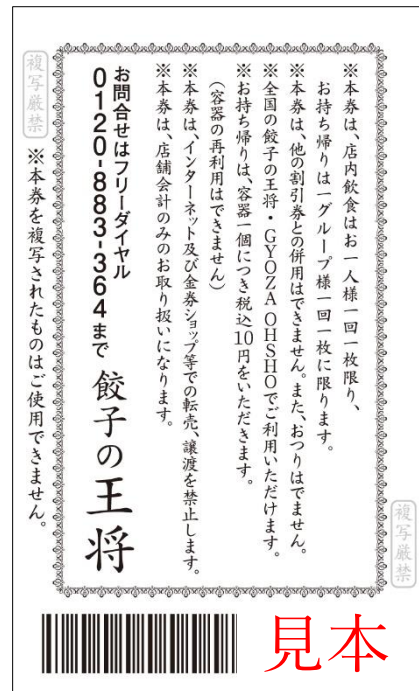 ※本券は、店内飲食はお一人様一回一枚限り、
お持ち帰りは一グループ様一回一枚に限ります。
※本券は、他の割引券との併用はできません。また、おつりはでません。
※全国の餃子の王将・GYOZA OHSHOでご利用いただけます。
※お持ち帰りは、容器一個につき税込10円をいただきます。
(容器の再利用はできません)
※本券は、インターネット及び金券ショップ等での転売、譲渡を禁止します。
※本券は、店舗会計のみのお取り扱いになります。
お問合せはフリーダイヤル
0120-883-364まで
餃子の王将
※本券を複写されたものはご使用できません。
複写厳禁
複写厳禁
見本